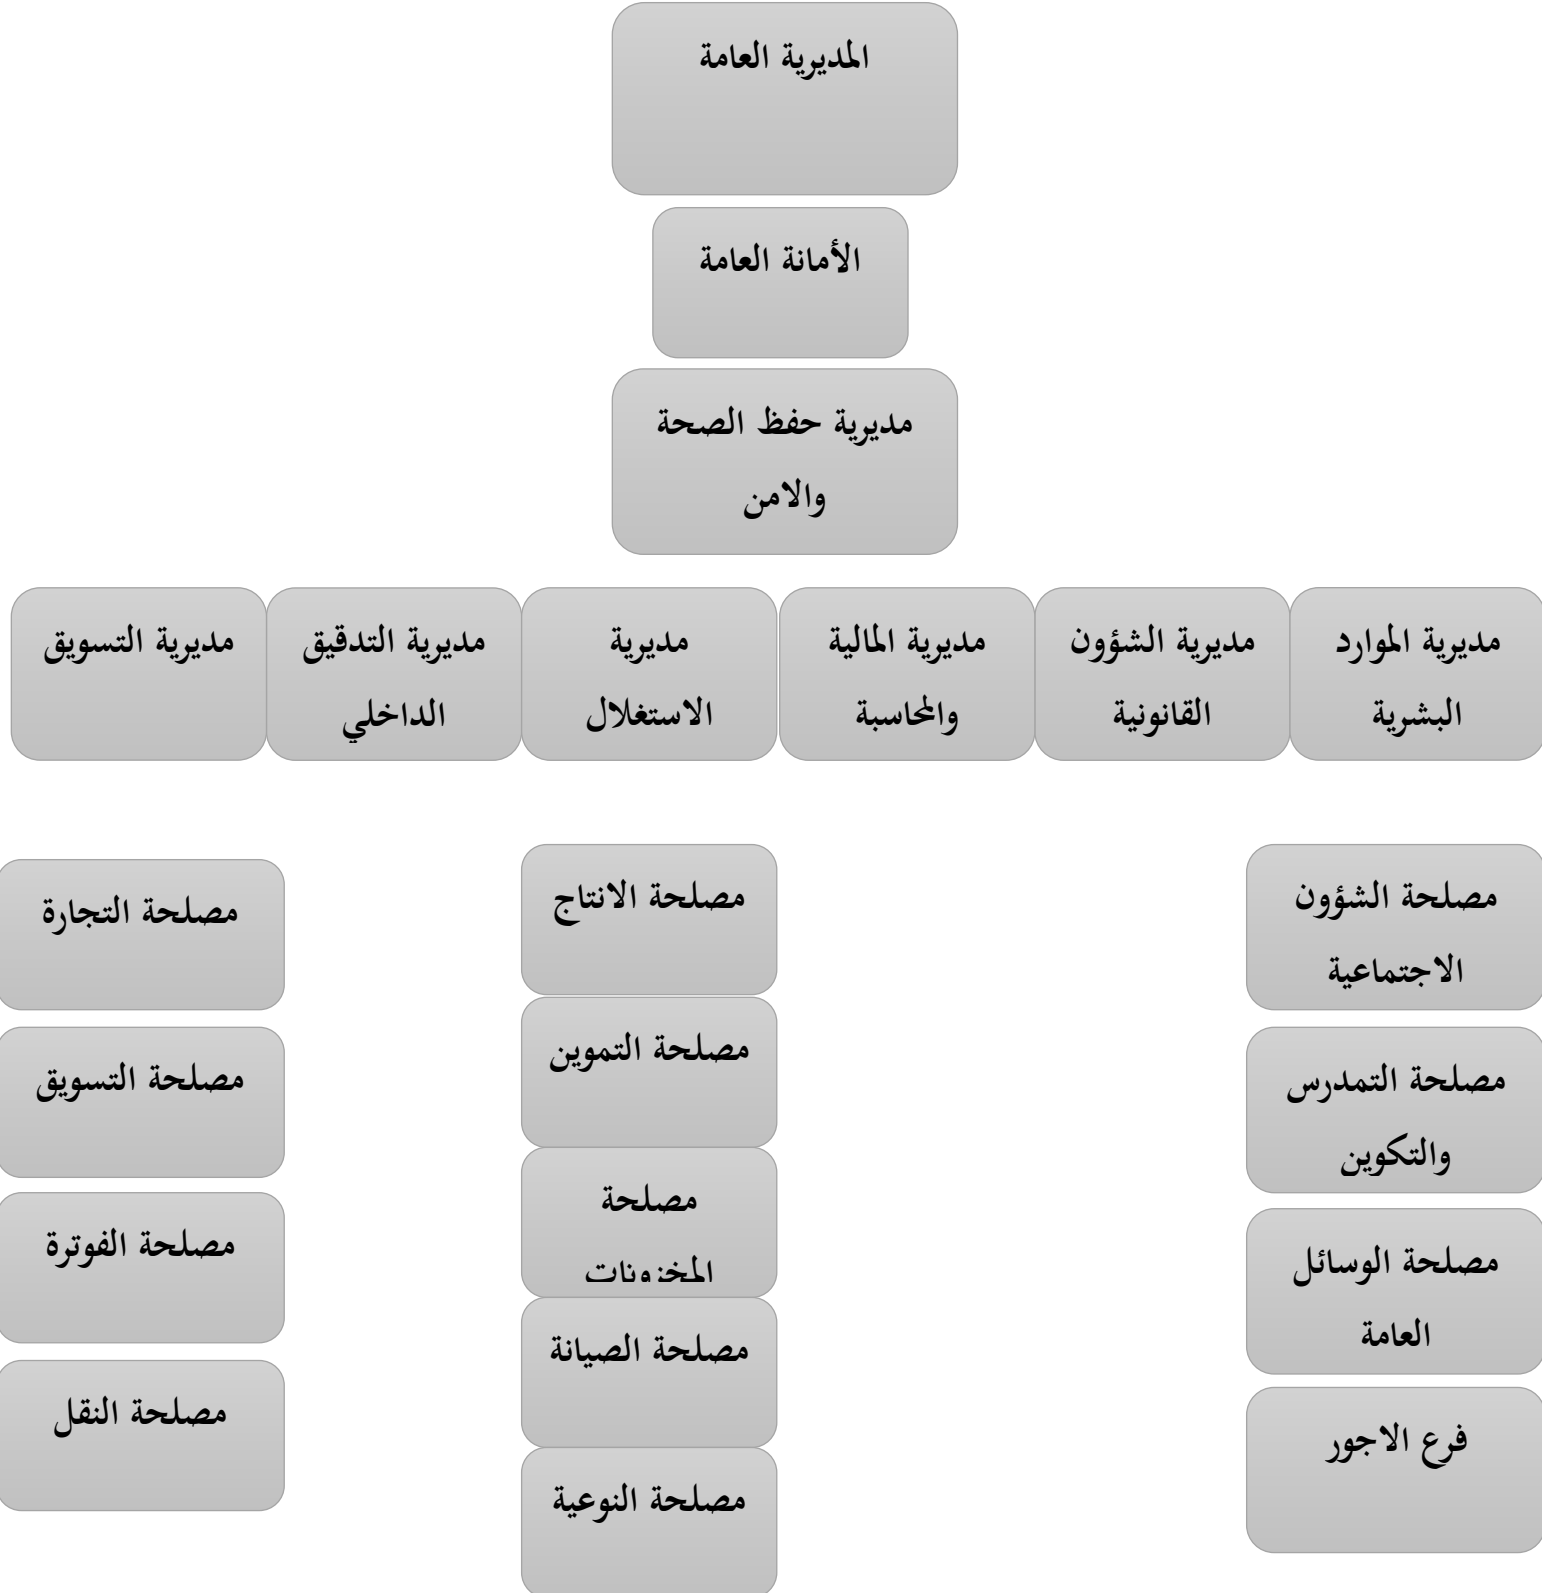 المديرية العامة
الأمانة العامة
مديرية حفظ الصحة
والامن
مديرية الموارد
البشرية
مديرية الشؤون
القانونية
مديرية المالية
والمحاسبة
مديرية
الاستغلال
مديرية التدقيق
الداخلي
مديرية التسويق
مصلحة الشؤون
الاجتماعية
مصلحة التمدرس
والتكوين
مصلحة الوسائل
العامة
فرع الاجور
مصلحة الانتاج
مصلحة التموين
مصلحة
المخزونات
مصلحة الصيانة
مصلحة النوعية
مصلحة التجارة
مصلحة التسويق
مصلحة الفوترة
مصلحة النقل